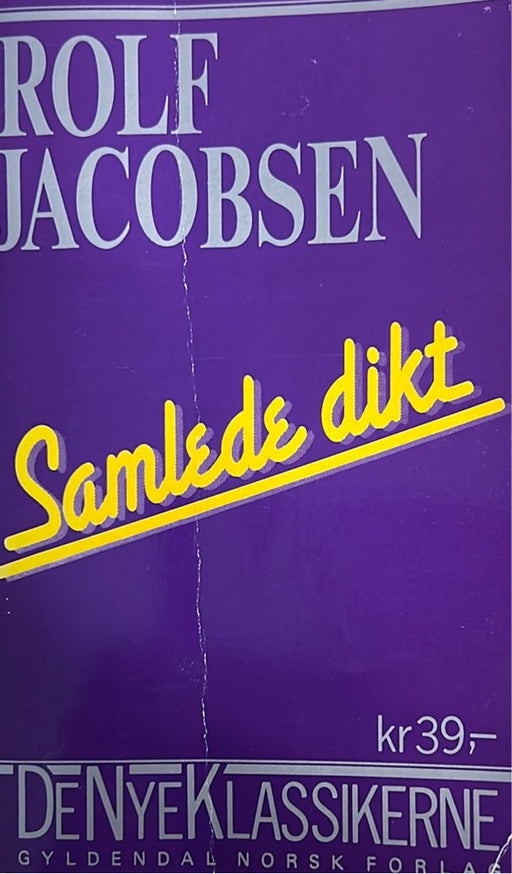 ROLF
JACOBSEN
Samlede dikt
kr 39,–
DENYEKLASSIKERNE
GYLDENDAL NORSK FORLAG